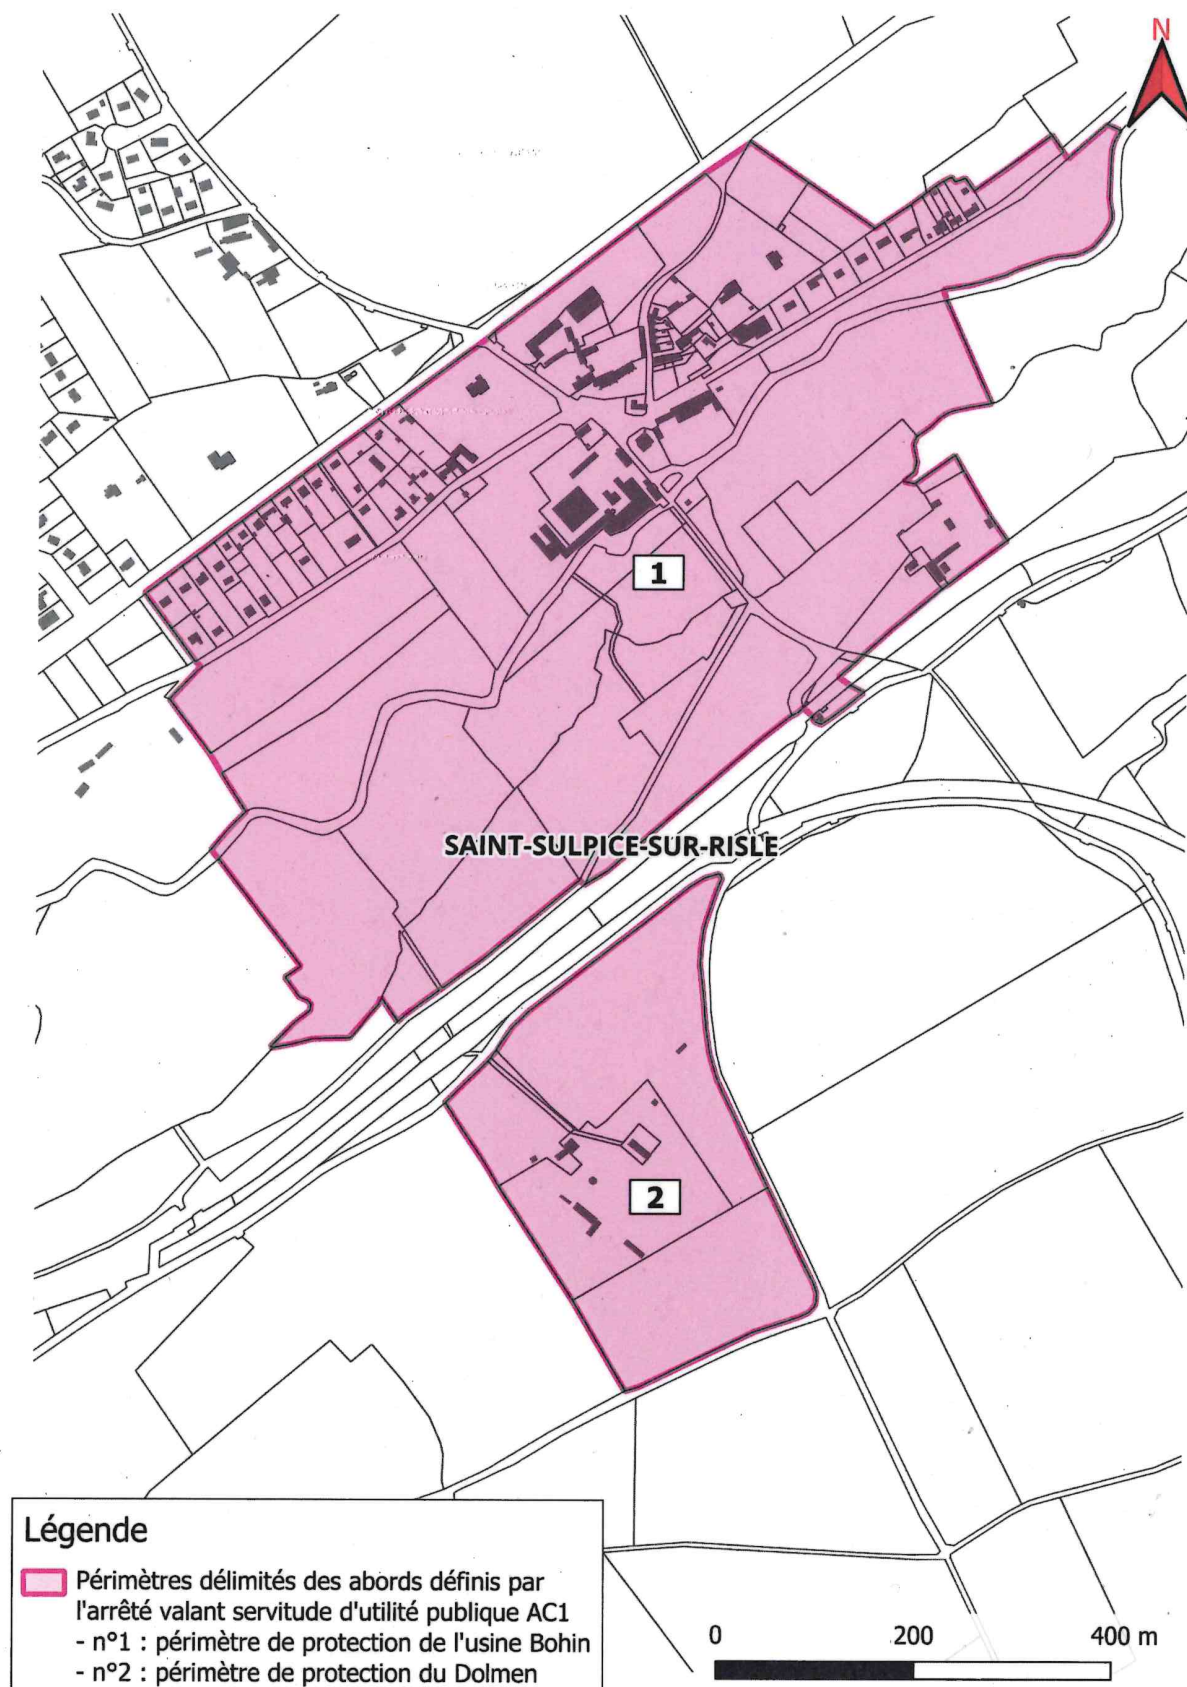 N
1
SAINT-SULPICE-SUR-RISLE
2
Légende
Périmètres délimités des abords définis par
l'arrêté valant servitude d'utilité publique AC1
- n°1 : périmètre de protection de l'usine Bohin
- n°2 : périmètre de protection du Dolmen
0 200 400 m